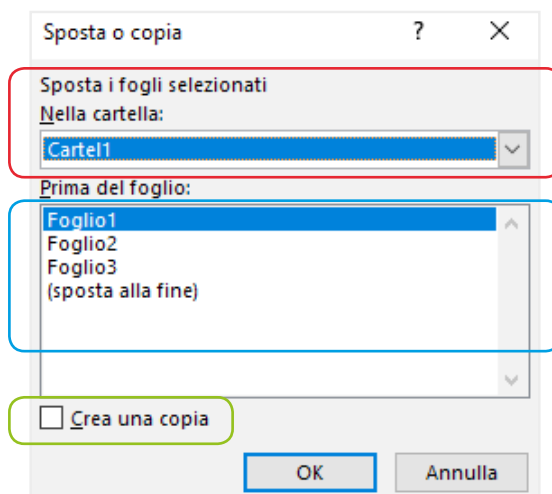 Sposta o copia ? ×
Sposta i fogli selezionati
Nella cartella:
Cartel1
Prima del foglio:
Foglio1
Foglio2
Foglio3
(sposta alla fine)
Crea una copia
OK Annulla